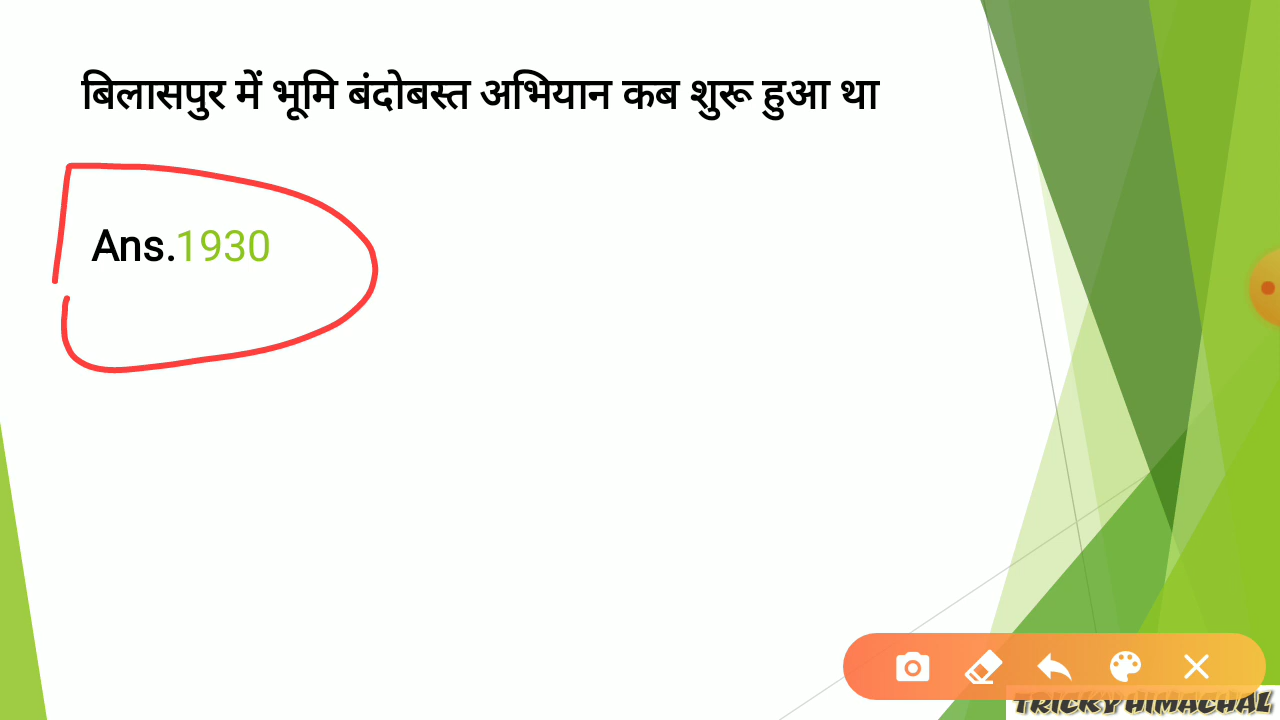 बिलासपुर में भूमि बंदोबस्त अभियान कब शुरू हुआ था
Ans.1930
TRICKY HIMACHAL